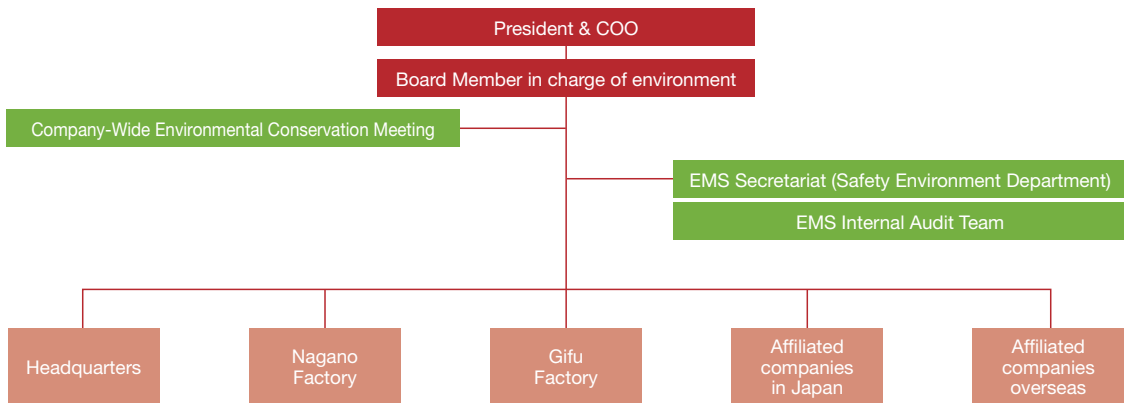 President & COO
Board Member in charge of environment
Company-Wide Environmental Conservation Meeting
EMS Secretariat (Safety Environment Department)
EMS Internal Audit Team
Headquarters
Nagano
Factory
Gifu
Factory
Affiliated
companies
in Japan
Affiliated
companies
overseas